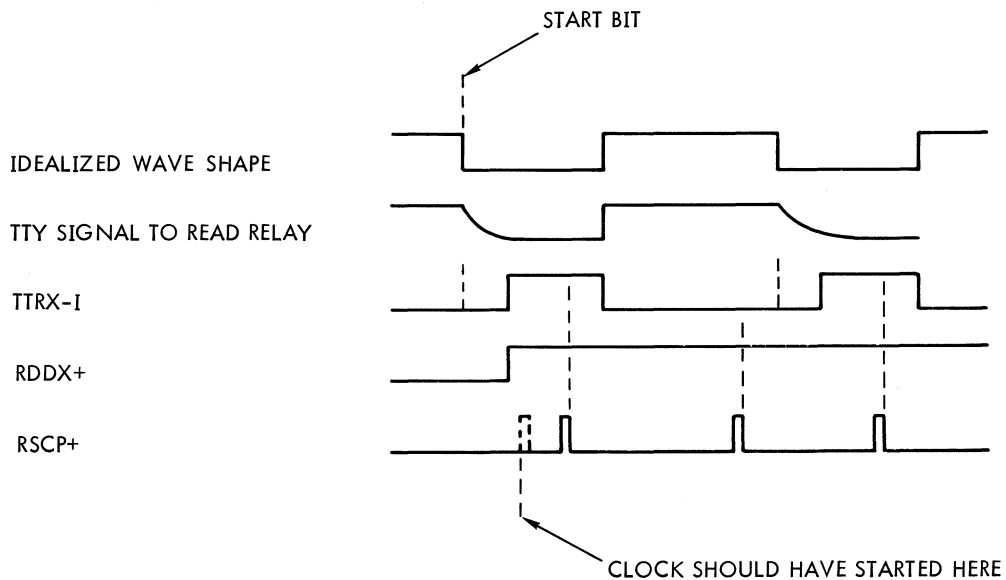 START BIT
IDEALIZED WAVE SHAPE
TTY SIGNAL TO READ RELAY
TTRX-I
RDDX+
RSCP+
CLOCK SHOULD HAVE STARTED HERE